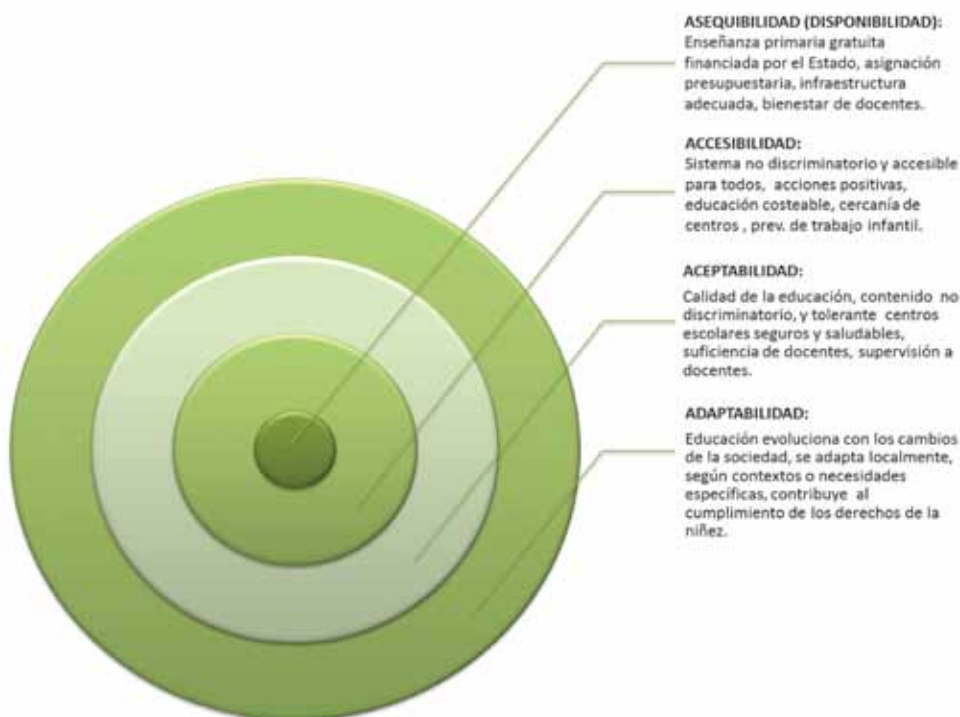 ASEQUIBILIDAD (DISPONIBILIDAD):
Enseñanza primaria gratuita
financiada por el Estado, asignación
presupuestaria, infraestructura
adecuada, bienestar de docentes.
ACCESIBILIDAD:
Sistema no discriminatorio y accesible
para todos, acciones positivas,
educación costeable, cercanía de
centros , prev. de trabajo infantil.
ACEPTABILIDAD:
Calidad de la educación, contenido no
discriminatorio, y tolerante centros
escolares seguros y saludables,
suficiencia de docentes, supervisión a
docentes.
ADAPTABILIDAD:
Educación evoluciona con los cambios
de la sociedad, se adapta localmente,
según contextos o necesidades
específicas, contribuye al
cumplimiento de los derechos de la
niñez.